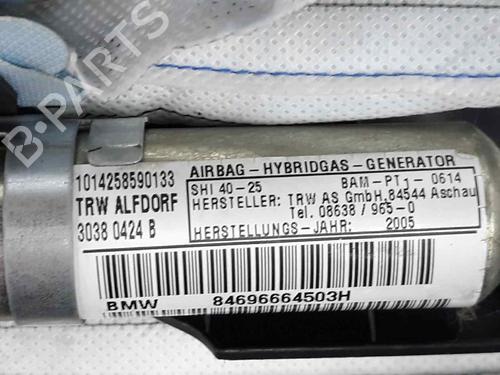 B-PARTS
1014258590133
TRW ALFDORF
3038 0424 B
AIRBAG-HYBRIDGAS-GENERATOR
SHI 40-25 BAM-PT1-0614
HERSTELLER: TRW AS GmbH,84544 Aschau
Tel. 08638/965-0
HERSTELLUNGS-JAHR: 2005
BMW 84696664503H